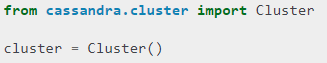 from cassandra.cluster import Cluster
cluster = Cluster()